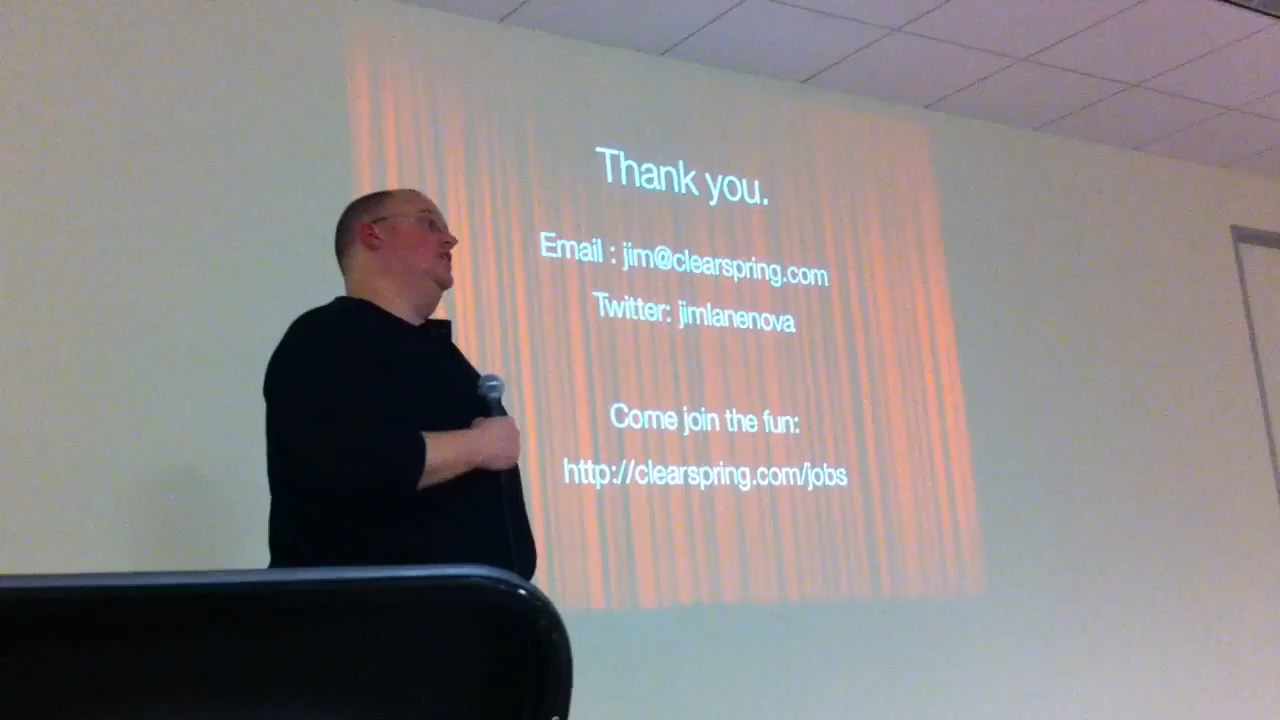 Thank you.
Email : jim@clearspring.com
Twitter: jimlanenova
Come join the fun:
http://clearspring.com/jobs